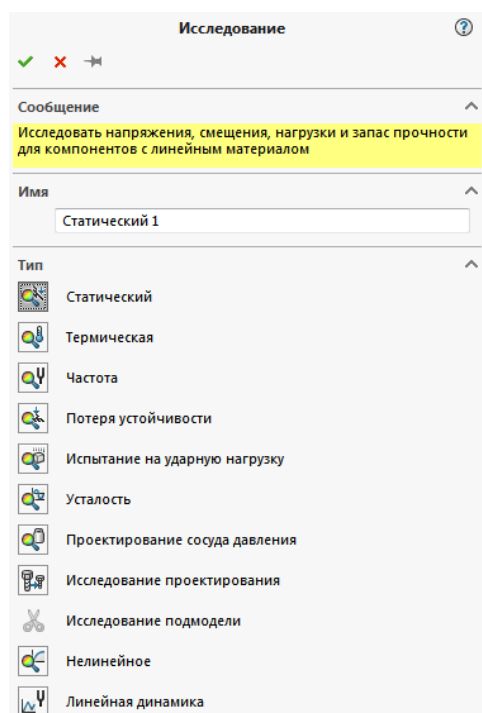 Исследование
Сообщение
Исследовать напряжения, смещения, нагрузки и запас прочности
для компонентов с линейным материалом
Имя
Статический 1
Тип
Статический
Термическая
Частота
Потеря устойчивости
Испытание на ударную нагрузку
Усталость
Проектирование сосуда давления
Исследование проектирования
Исследование подмодели
Нелинейное
Линейная динамика